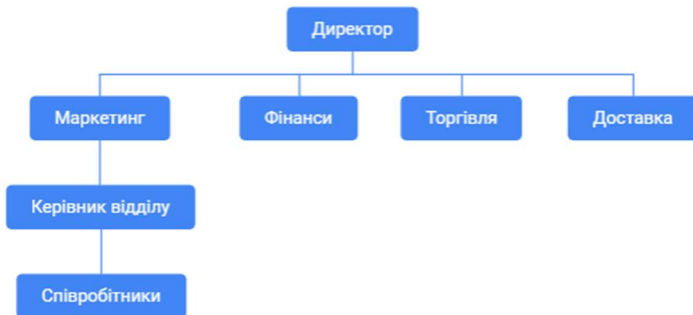 Директор
Маркетинг
Фінанси
Торгівля
Доставка
Керівник відділу
Співробітники